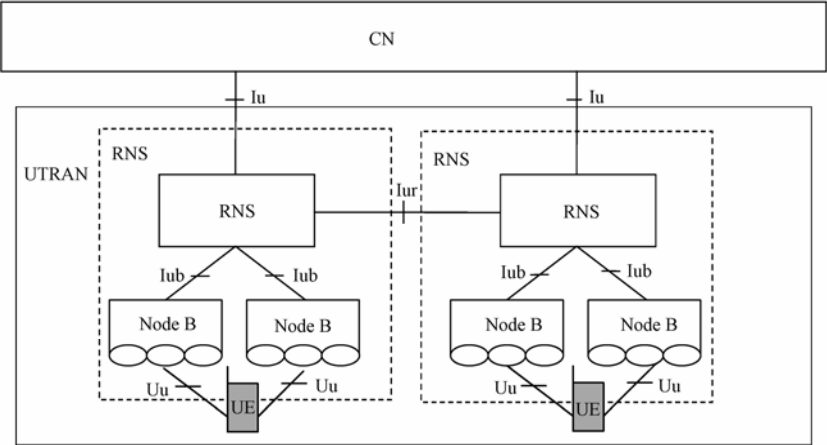 CN
Iu
Iu
RNS
RNS
UTRAN
Iur
RNS
RNS
Iub
Iub
Iub
Iub
Node B
Node B
Node B
Node B
Uu
Uu
Uu
Uu
UE
UE